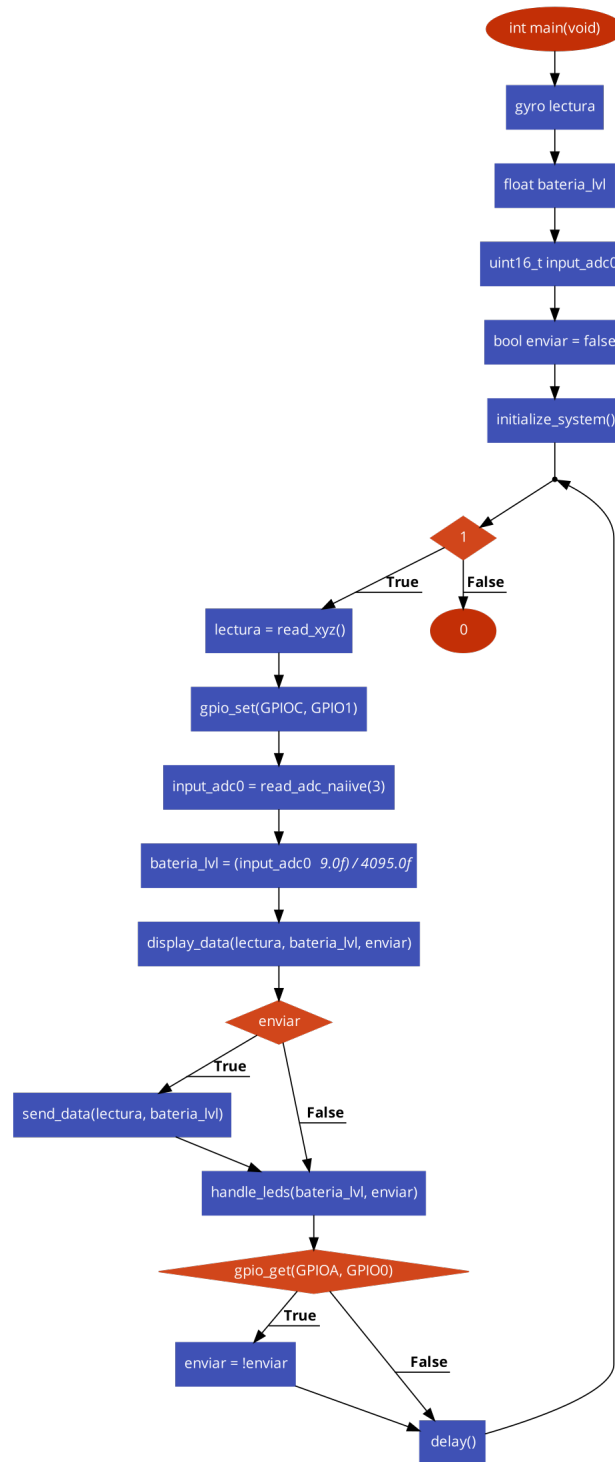 int main(void)
gyro lectura
float bateria_lvl
uint16_t input_adc0
bool enviar = false
initialize_system()
1
True
False
lectura = read_xyz()
0
gpio_set(GPIOC, GPIO1)
input_adc0 = read_adc_naiive(3)
bateria_lvl = (input_adc0 9.0f) / 4095.0f
display_data(lectura, bateria_lvl, enviar)
enviar
True
False
send_data(lectura, bateria_lvl)
handle_leds(bateria_lvl, enviar)
gpio_get(GPIOA, GPIO0)
True
False
enviar = !enviar
delay()